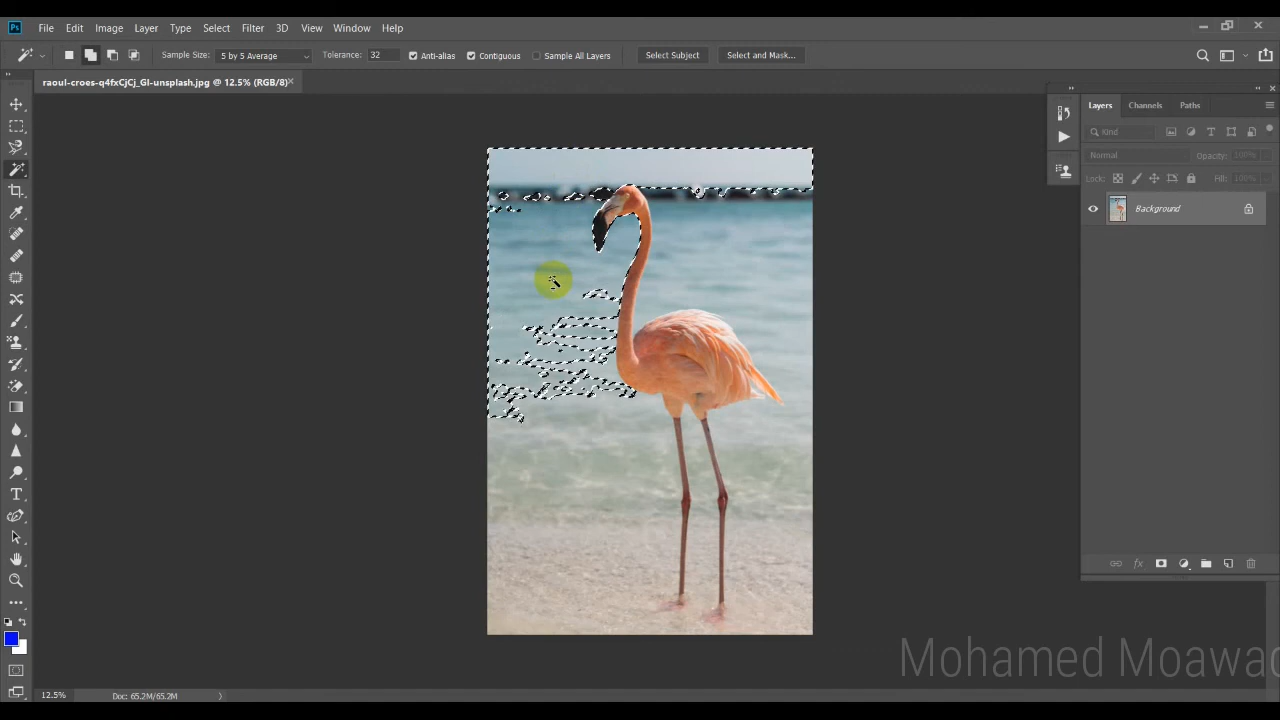 Ps File Edit Image Layer Type Select Filter 3D View Window Help
Sample Size: 5 by 5 Average Tolerance: 32 Anti-alias Contiguous Sample All Layers Select Subject Select and Mask...
raoul-croes-q4fxCjCj_GI-unsplash.jpg @ 12.5% (RGB/8)
Layers Channels Paths
Kind
Normal Opacity: 100%
Lock: Fill: 100%
Background
Mohamed Moawad
12.5% Doc: 65.2M/65.2M